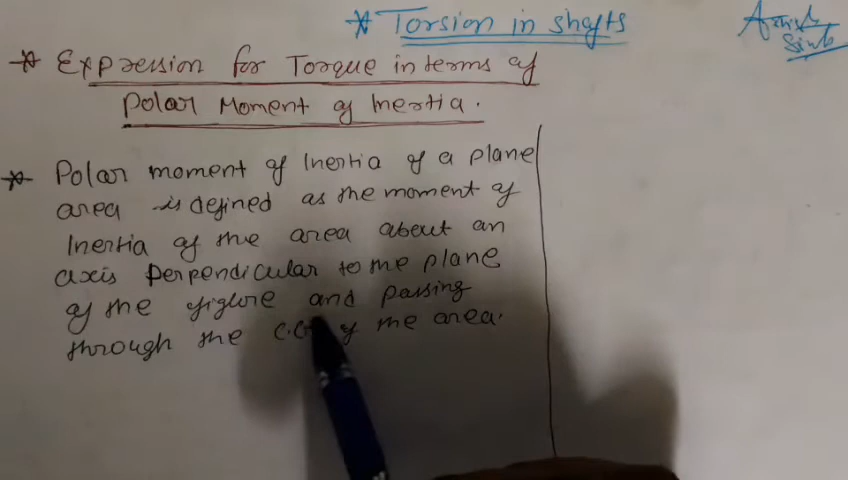 * Torsion in shafts
* Expression for Torque in terms of
Polar Moment of Inertia.
* Polar moment of Inertia of a plane
area is defined as the moment of
Inertia of the area about an
axis perpendicular to the plane
of the figure and passing
through the C.G of the area.